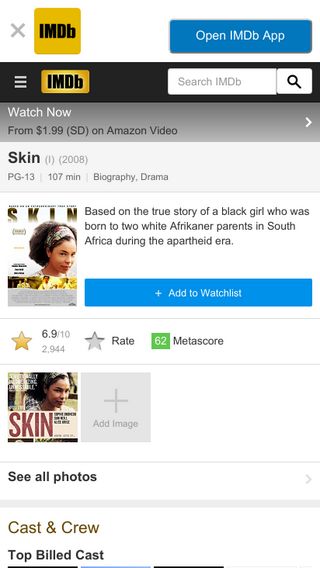 IMDb
Open IMDb App
IMDb
Search IMDb
Watch Now
From $1.99 (SD) on Amazon Video
Skin (I) (2008)
PG-13 | 107 min | Biography, Drama
SKIN
Based on the true story of a black girl who was
born to two white Afrikaner parents in South
Africa during the apartheid era.
+ Add to Watchlist
6.9/10
2,944
Rate
62 Metascore
SKIN
Add Image
See all photos
Cast & Crew
Top Billed Cast